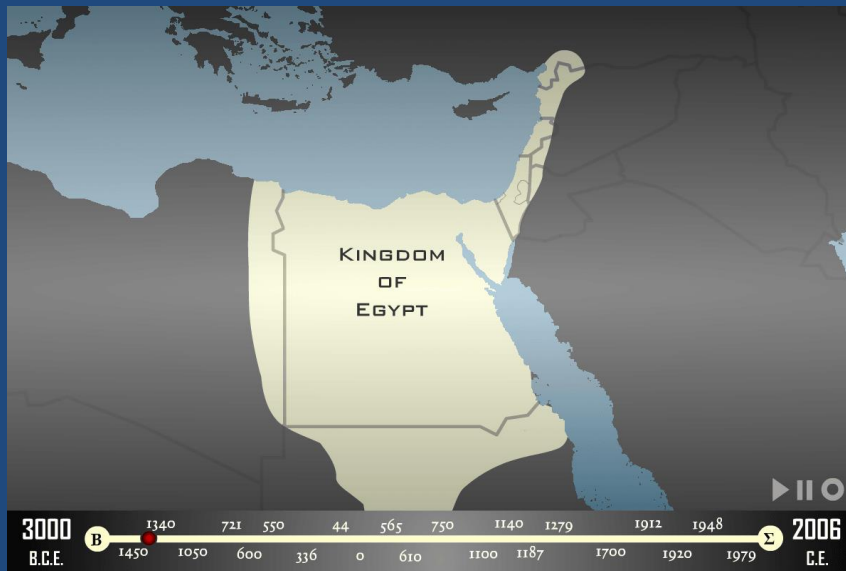 KINGDOM
OF
EGYPT
3000
B.C.E.
B
1340 721 550 44 565 750 1140 1279 1912 1948
1450 1050 600 336 0 610 1100 1187 1700 1920 1979
Σ
2006
C.E.